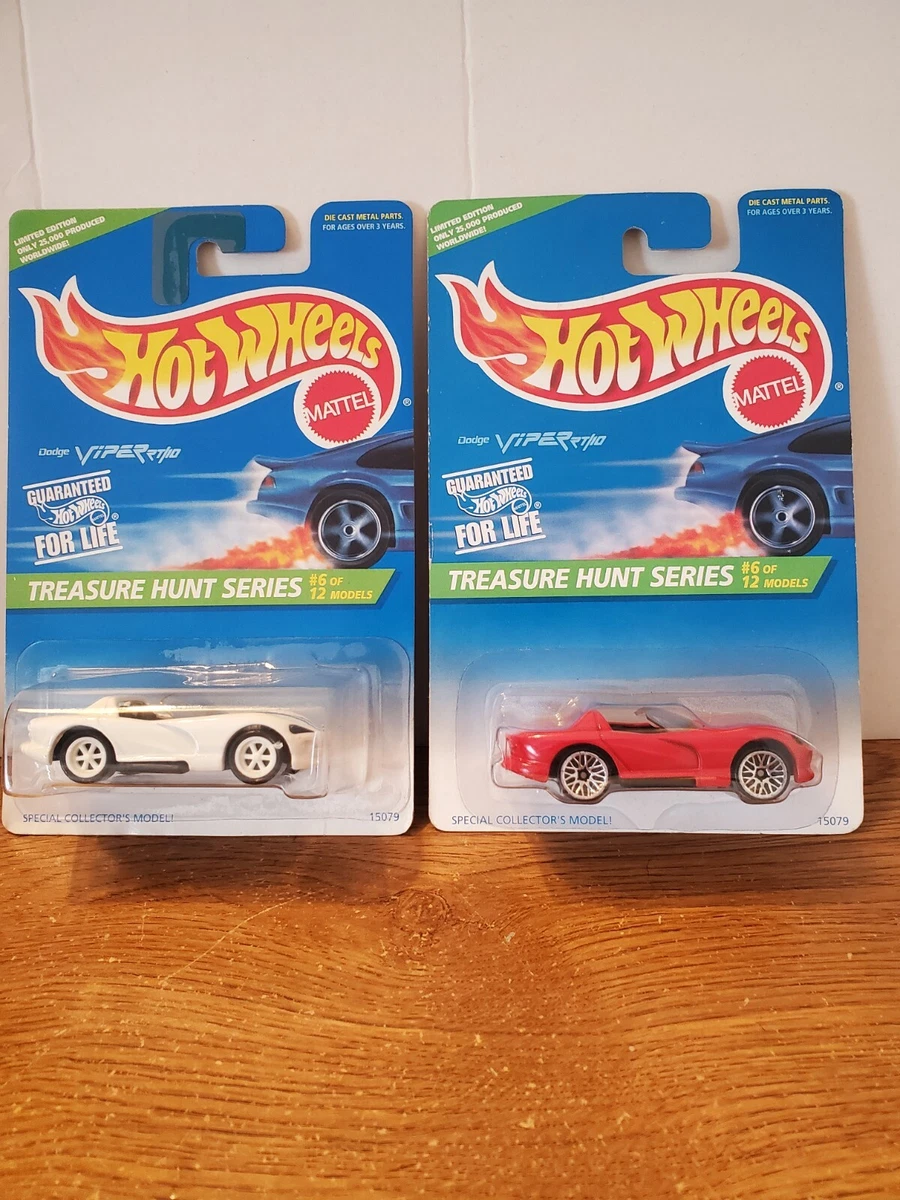 LIMITED EDITION
ONLY 25,000 PRODUCED
WORLDWIDE!
DIE CAST METAL PARTS.
FOR AGES OVER 3 YEARS.
Hot Wheels
MATTEL
®
Dodge VIPER RT/10
GUARANTEED
Hot Wheels ®
FOR LIFE
TREASURE HUNT SERIES #6 OF
12 MODELS
SPECIAL COLLECTOR'S MODEL! 15079
LIMITED EDITION
ONLY 25,000 PRODUCED
WORLDWIDE!
DIE CAST METAL PARTS.
FOR AGES OVER 3 YEARS.
Hot Wheels
MATTEL
®
Dodge VIPER RT/10
GUARANTEED
Hot Wheels ®
FOR LIFE
TREASURE HUNT SERIES #6 OF
12 MODELS
SPECIAL COLLECTOR'S MODEL! 15079